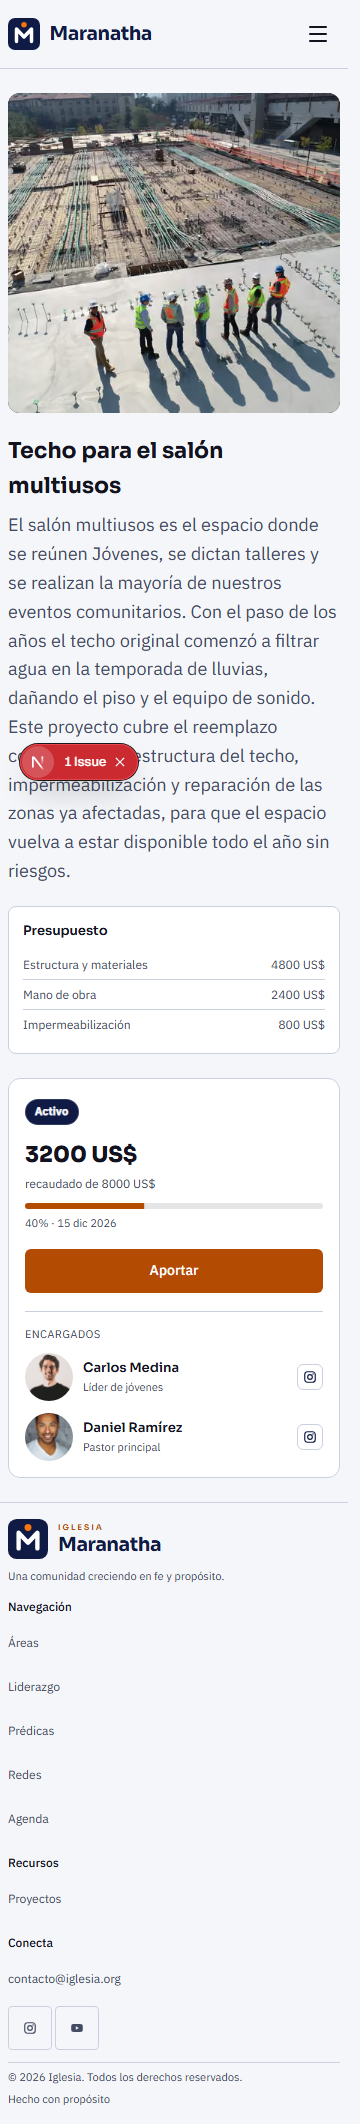 Maranatha
Techo para el salón
multiusos
El salón multiusos es el espacio donde
se reúnen Jóvenes, se dictan talleres y
se realizan la mayoría de nuestros
eventos comunitarios. Con el paso de los
años el techo original comenzó a filtrar
agua en la temporada de lluvias,
dañando el piso y el equipo de sonido.
Este proyecto cubre el reemplazo
estructura del techo,
1 Issue
impermeabilización y reparación de las
zonas ya afectadas, para que el espacio
vuelva a estar disponible todo el año sin
riesgos.
Presupuesto
Estructura y materiales 4800 US$
Mano de obra 2400 US$
Impermeabilización 800 US$
Activo
3200 US$
recaudado de 8000 US$
40% · 15 dic 2026
Aportar
ENCARGADOS
Carlos Medina
Líder de jóvenes
Daniel Ramírez
Pastor principal
IGLESIA
Maranatha
Una comunidad creciendo en fe y propósito.
Navegación
Áreas
Liderazgo
Prédicas
Redes
Agenda
Recursos
Proyectos
Conecta
contacto@iglesia.org
© 2026 Iglesia. Todos los derechos reservados.
Hecho con propósito